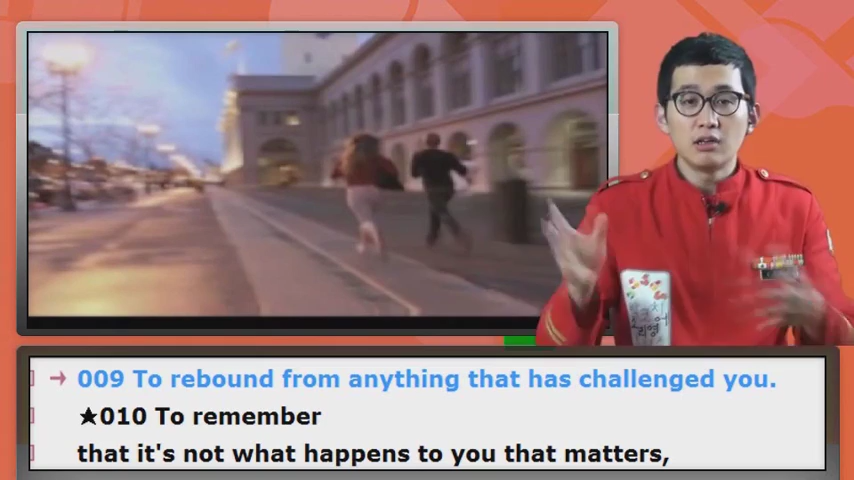 → 009 To rebound from anything that has challenged you.
★010 To remember
that it's not what happens to you that matters,